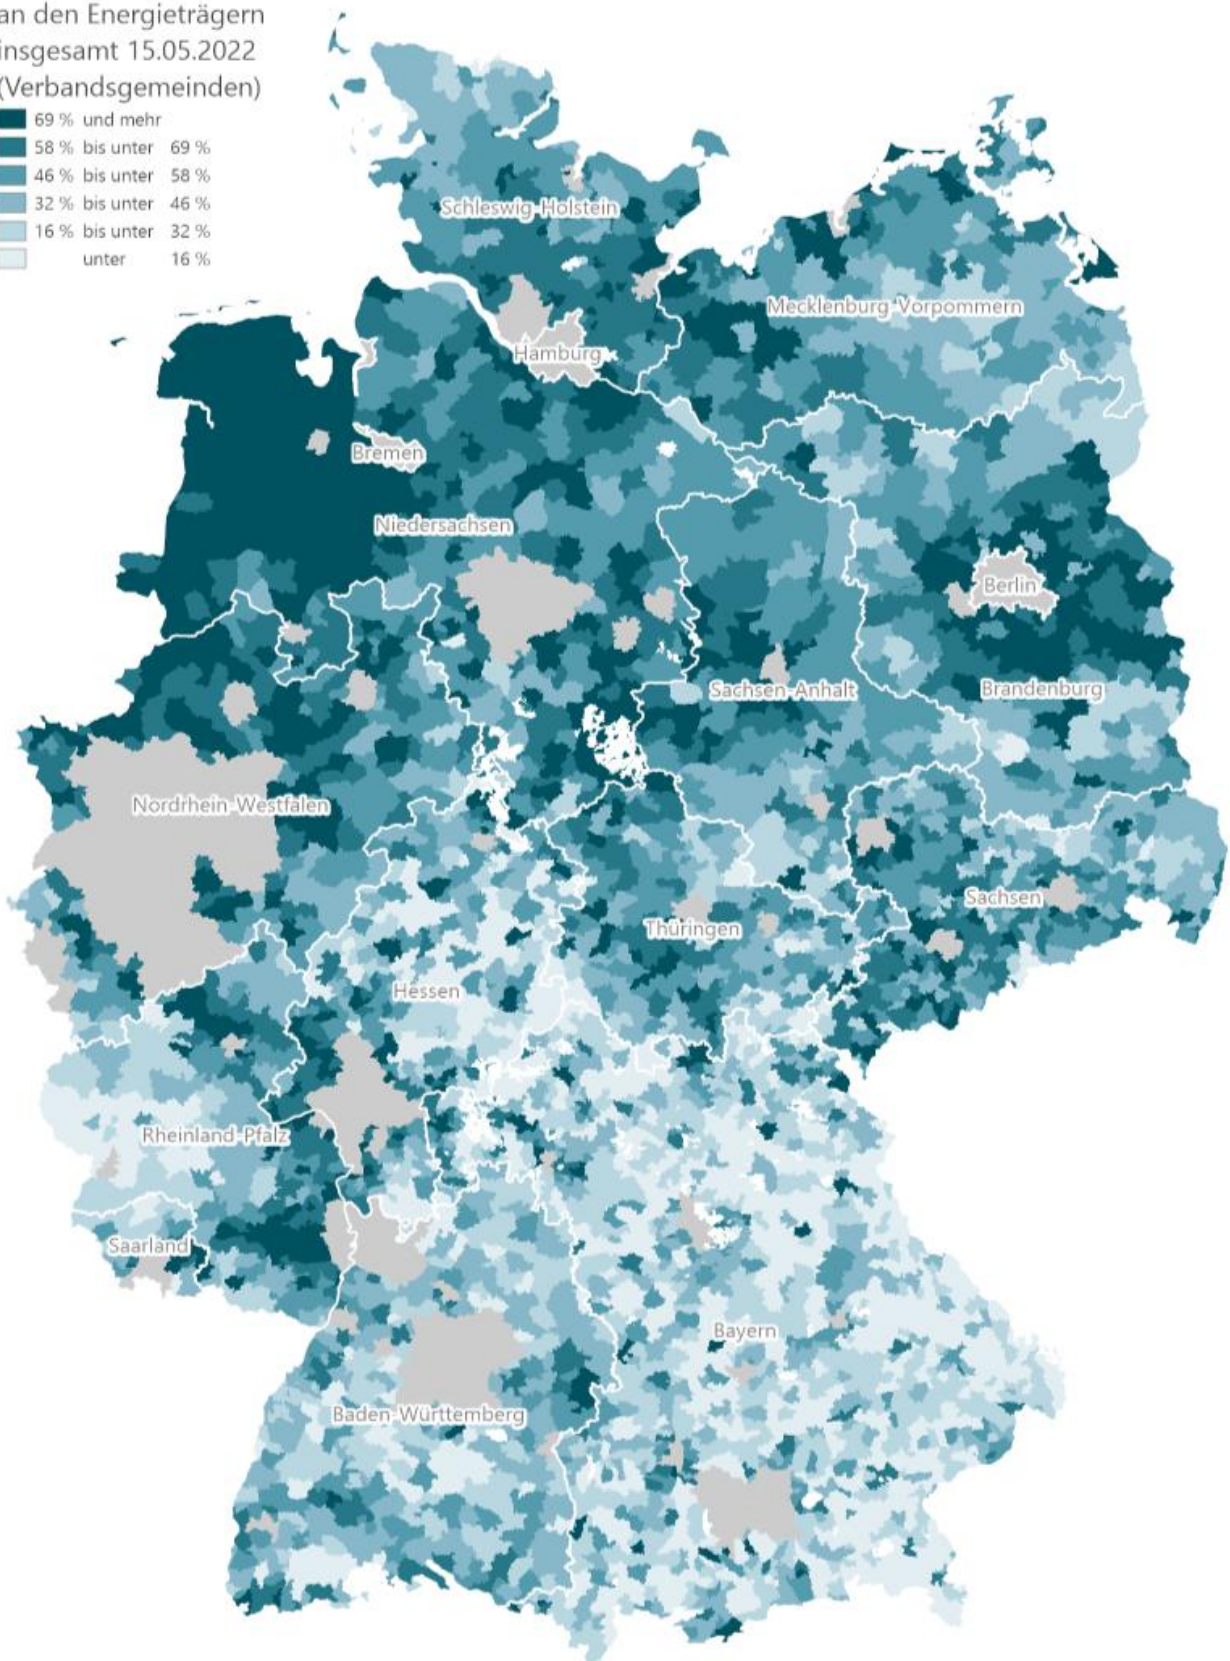 an den Energieträgern
insgesamt 15.05.2022
(Verbandsgemeinden)
69 % und mehr
58 % bis unter 69 %
46 % bis unter 58 %
32 % bis unter 46 %
16 % bis unter 32 %
unter 16 %
Schleswig-Holstein
Mecklenburg-Vorpommern
Hamburg
Bremen
Niedersachsen
Berlin
Sachsen-Anhalt
Brandenburg
Nordrhein-Westfalen
Sachsen
Thüringen
Hessen
Rheinland-Pfalz
Saarland
Bayern
Baden-Württemberg